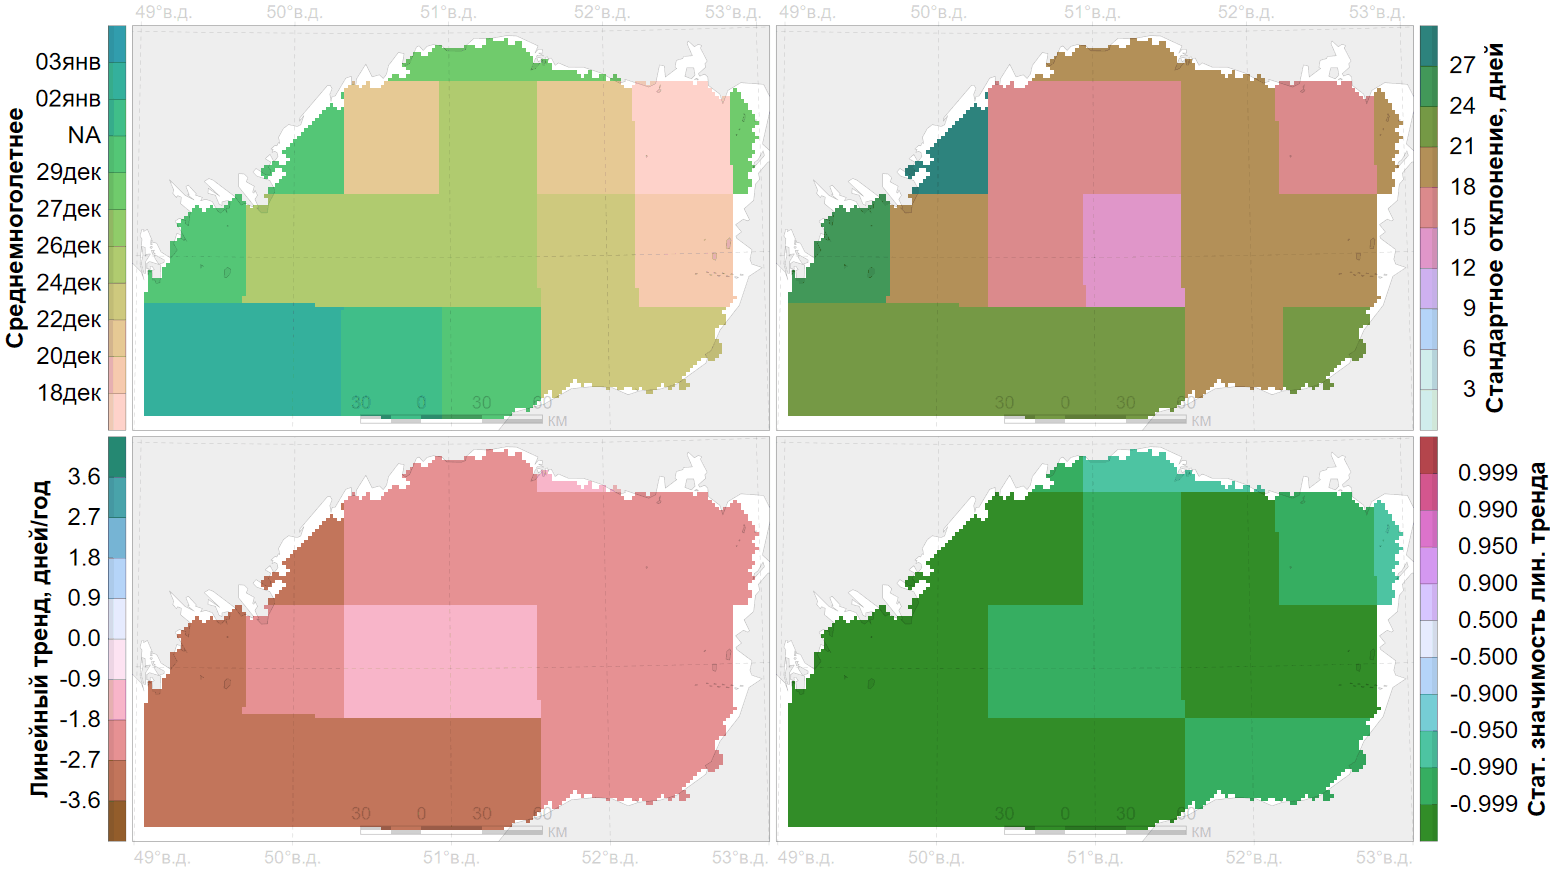 49°в.д. 50°в.д. 51°в.д. 52°в.д. 53°в.д.
49°в.д. 50°в.д. 51°в.д. 52°в.д. 53°в.д.
Среднемноголетнее
03янв
02янв
NA
29дек
27дек
26дек
24дек
22дек
20дек
18дек
30 0 30 60
км
Стандартное отклонение, дней
27
24
21
18
15
12
9
6
3
30 0 30 60
км
Линейный тренд, дней/год
3.6
2.7
1.8
0.9
0.0
-0.9
-1.8
-2.7
-3.6
30 0 30 60
км
Стат. значимость лин. тренда
0.999
0.990
0.950
0.900
0.500
-0.500
-0.900
-0.950
-0.990
-0.999
30 0 30 60
км
49°в.д. 50°в.д. 51°в.д. 52°в.д. 53°в.д.
49°в.д. 50°в.д. 51°в.д. 52°в.д. 53°в.д.